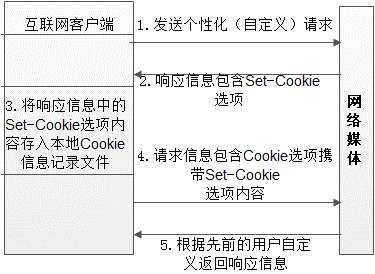 互联网客户端
1.发送个性化（自定义）请求
2.响应信息包含Set-Cookie
选项
3.将响应信息中的
Set-Cookie选项内
容存入本地Cookie
信息记录文件
网
络
媒
体
4.请求信息包含Cookie选项携
带Set-Cookie
选项内容
5.根据先前的用户自定
义返回响应信息